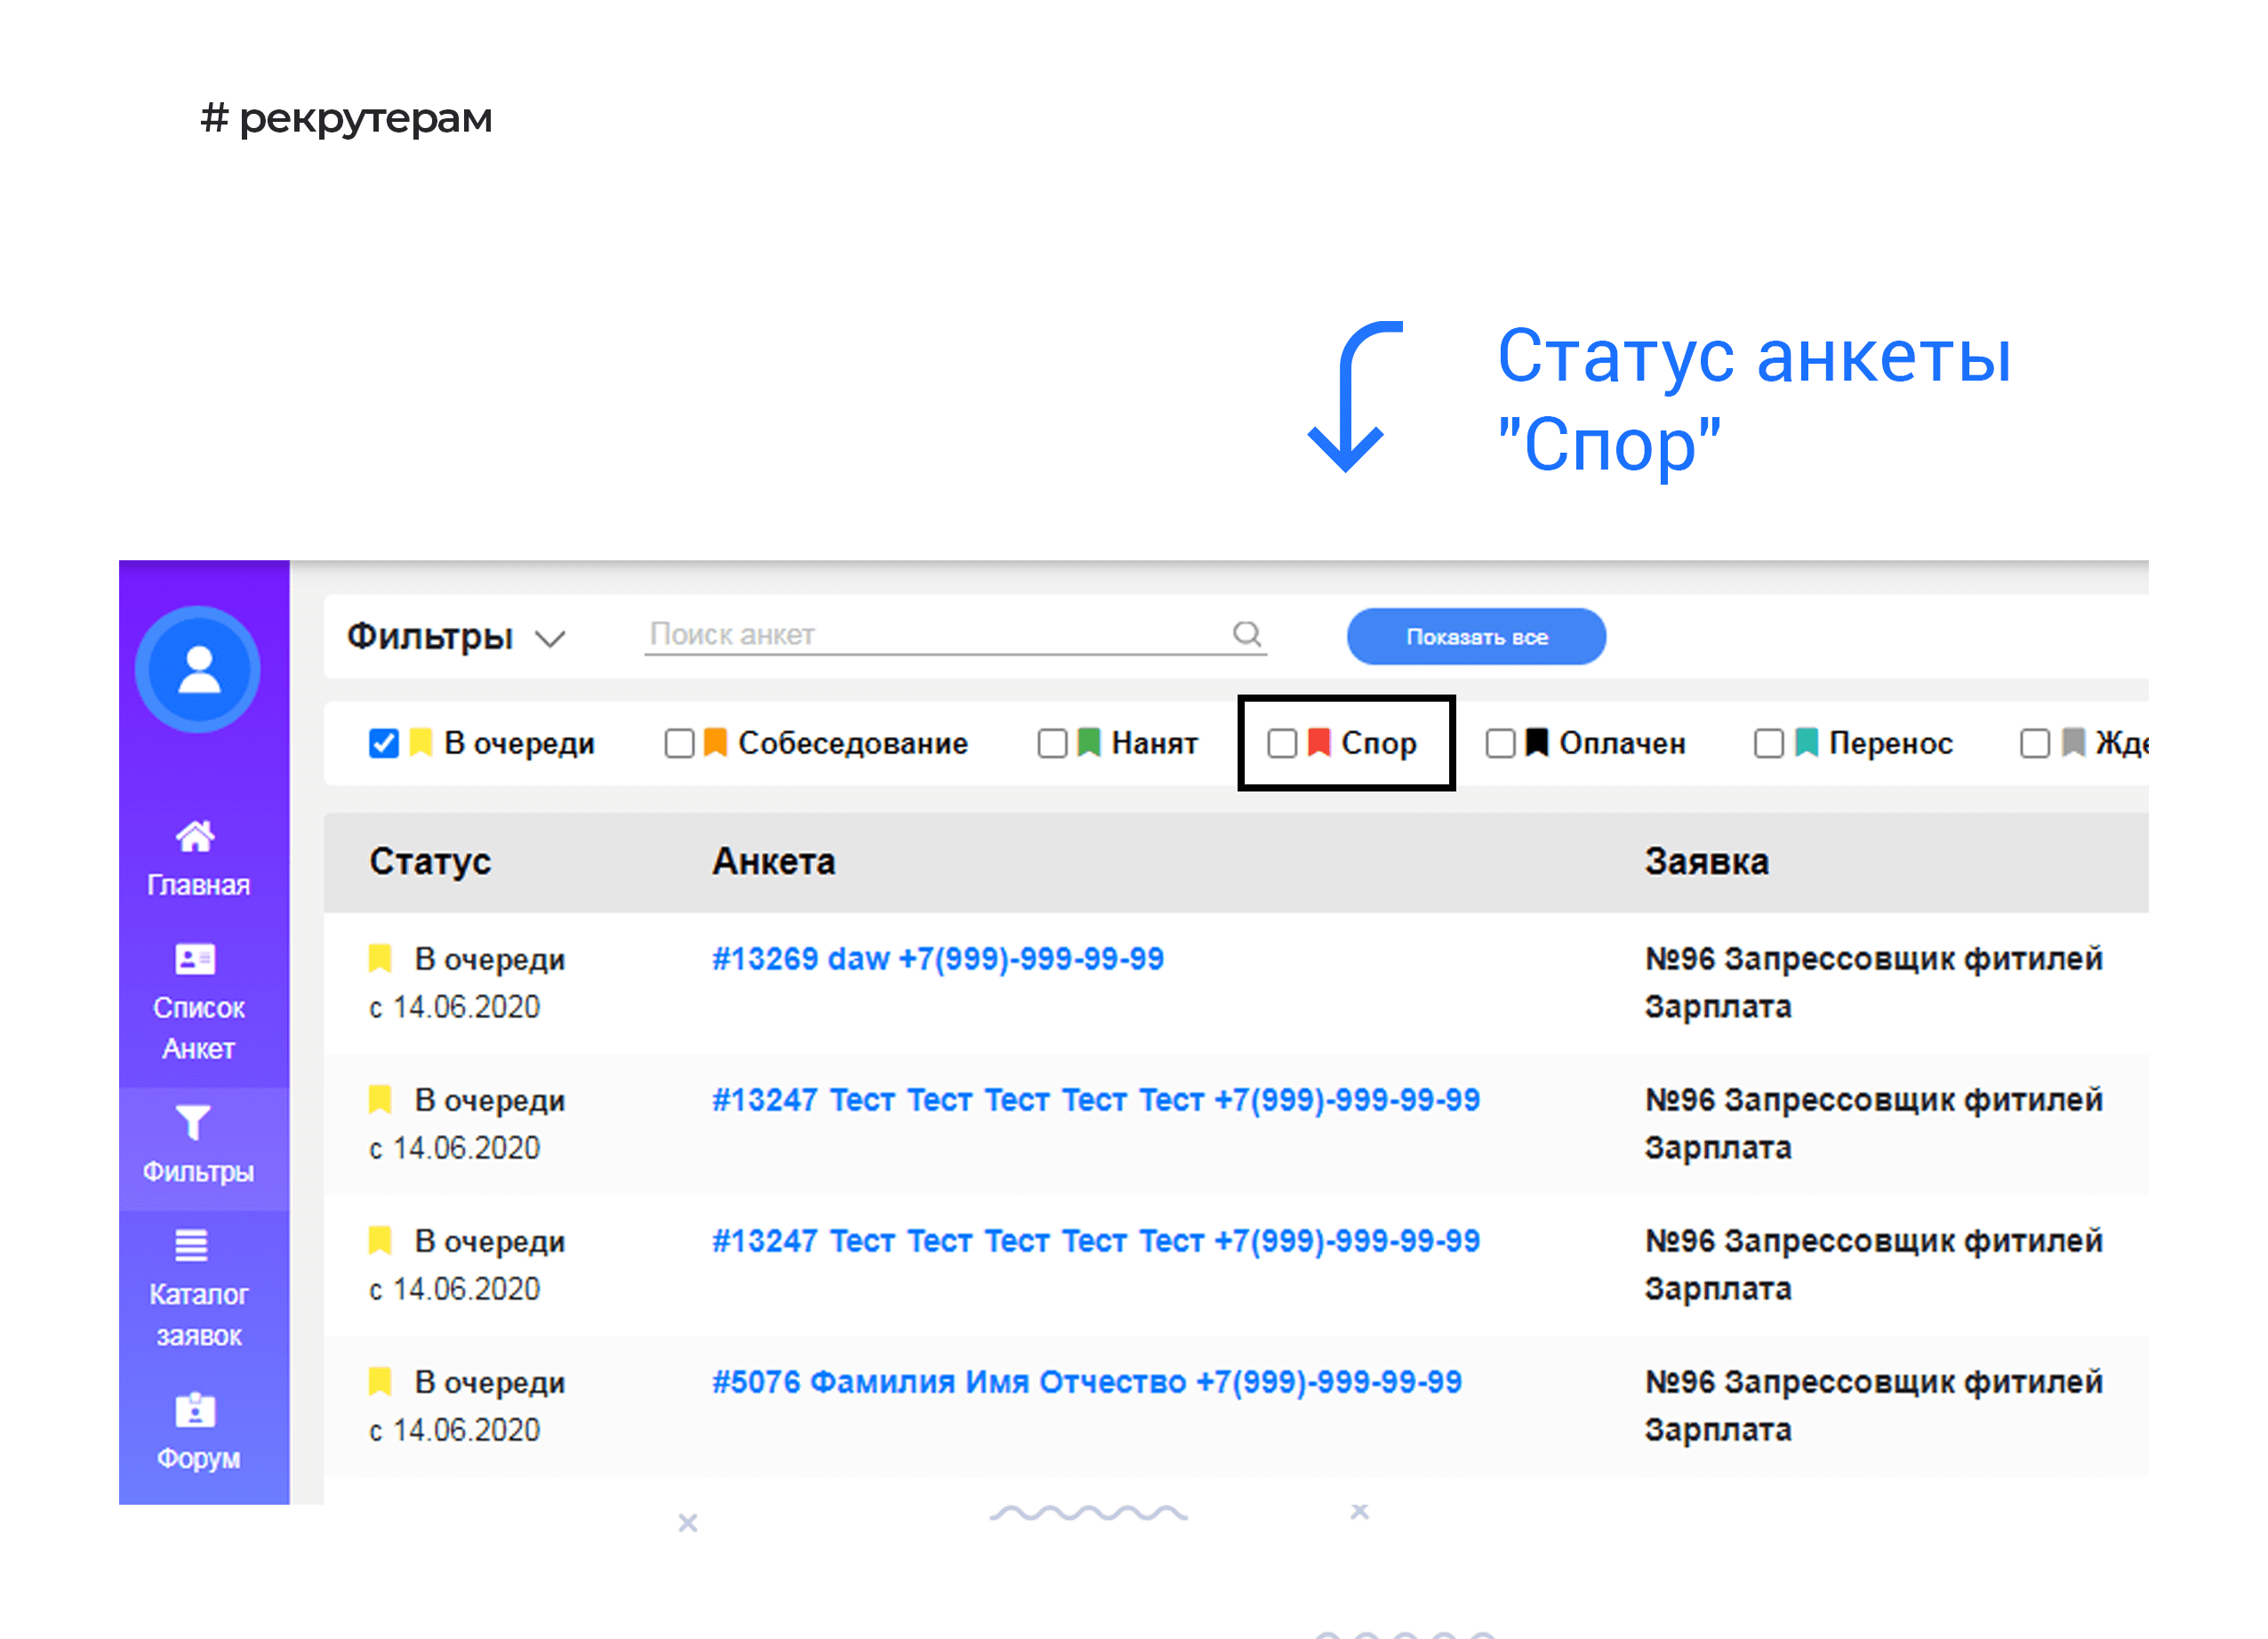 # рекрутерам
Статус анкеты
"Спор"
Фильтры Поиск анкет Показать все
В очереди Собеседование Нанят Спор Оплачен Перенос Жде
Статус Анкета Заявка
В очереди #13269 daw +7(999)-999-99-99 №96 Запрессовщик фитилей
с 14.06.2020 Зарплата
В очереди #13247 Тест Тест Тест Тест Тест +7(999)-999-99-99 №96 Запрессовщик фитилей
с 14.06.2020 Зарплата
В очереди #13247 Тест Тест Тест Тест Тест +7(999)-999-99-99 №96 Запрессовщик фитилей
с 14.06.2020 Зарплата
В очереди #5076 Фамилия Имя Отчество +7(999)-999-99-99 №96 Запрессовщик фитилей
с 14.06.2020 Зарплата
Главная
Список
Анкет
Фильтры
Каталог
заявок
Форум